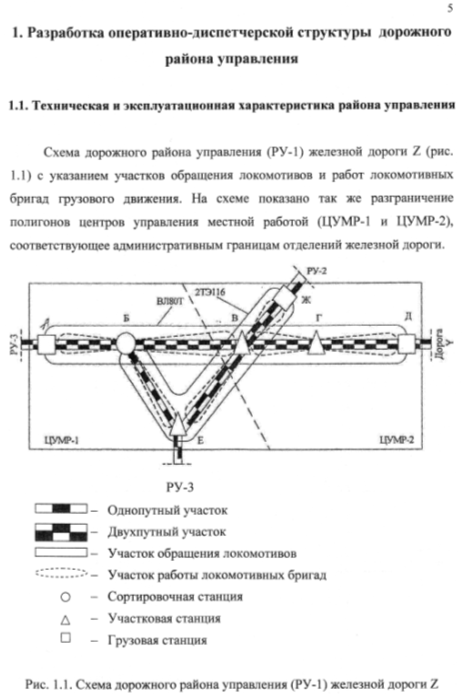 5
1. Разработка оперативно-диспетчерской структуры дорожного
района управления
1.1. Техническая и эксплуатационная характеристика района управления
Схема дорожного района управления (РУ-1) железной дороги Z (рис.
1.1) с указанием участков обращения локомотивов и работ локомотивных
бригад грузового движения. На схеме показано так же разграничение
полигонов центров управления местной работой (ЦУМР-1 и ЦУМР-2),
соответствующее административным границам отделений железной дороги.
РУ-2
2ТЭ116
ВЛ80Т
Ж
А
Б
В
Г
Д
РУ-3
Дорога
Y
ЦУМР-1
Е
ЦУМР-2
РУ-3
– Однопутный участок
– Двухпутный участок
– Участок обращения локомотивов
– Участок работы локомотивных бригад
– Сортировочная станция
– Участковая станция
– Грузовая станция
Рис. 1.1. Схема дорожного района управления (РУ-1) железной дороги Z